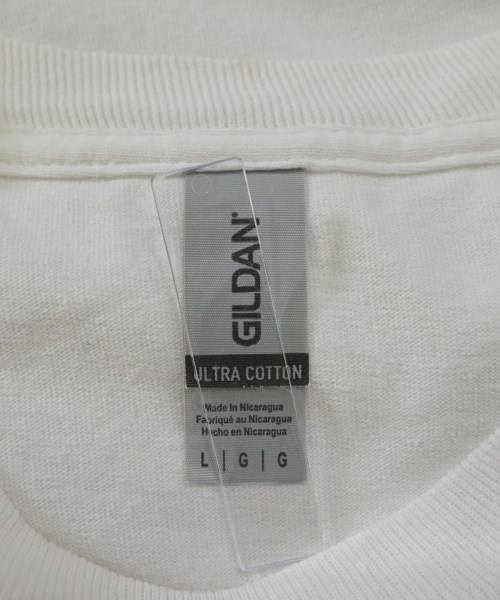 GILDAN®
ULTRA COTTON
Made In Nicaragua
Fabriqué au Nicaragua
Hecho en Nicaragua
L | G | G